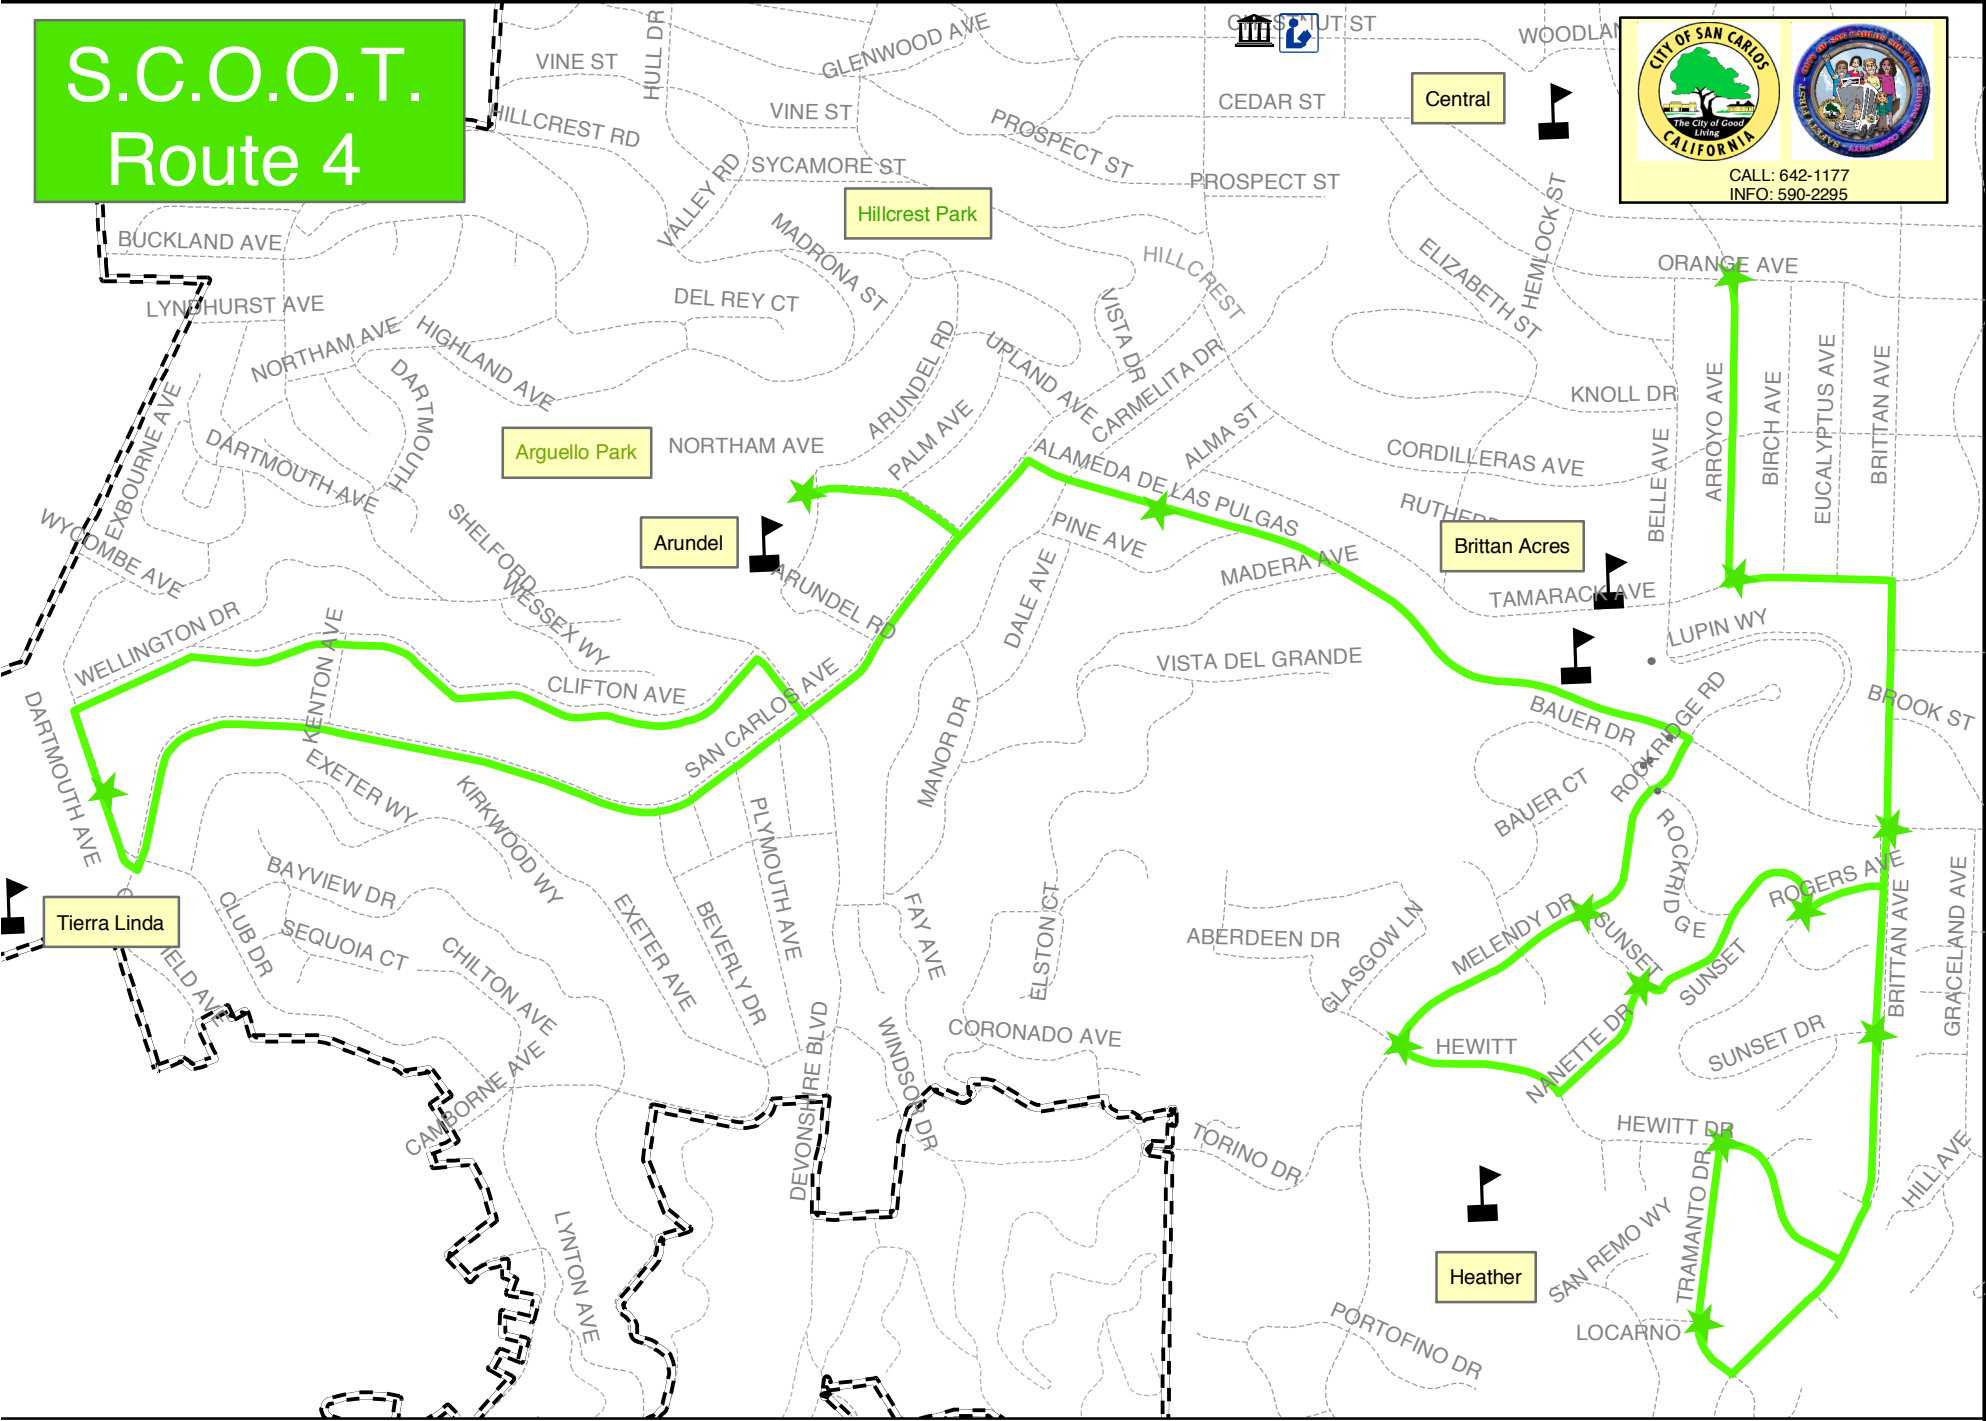 S.C.O.O.T.
Route 4
CITY OF SAN CARLOS
CALIFORNIA
The City of Good
Living
CITY OF SAN CARLOS SHUTTLE
SAFETY FIRST
CALL: 642-1177
INFO: 590-2295
CHESTNUT ST
HULL DR
GLENWOOD AVE
VINE ST
HILLCREST RD
VINE ST
CEDAR ST
Central
PROSPECT ST
SYCAMORE ST
VALLEY RD
PROSPECT ST
HEMLOCK ST
Hillcrest Park
BUCKLAND AVE
MADRONA ST
HILLCREST
ELIZABETH ST
ORANGE AVE
LYNDHURST AVE
DEL REY CT
NORTHAM AVE
HIGHLAND AVE
ARUNDEL RD
UPLAND AVE
VISTA DR
CARMELITA DR
KNOLL DR
ARROYO AVE
BIRCH AVE
EUCALYPTUS AVE
BRITTAN AVE
DARTMOUTH
EXBOURNE AVE
DARTMOUTH AVE
Arguello Park
NORTHAM AVE
PALM AVE
ALAMEDA DE LAS PULGAS
ALMA ST
CORDILLERAS AVE
BELLE AVE
WYCOMBE AVE
SHELFORD
Arundel
PINE AVE
Brittan Acres
WESSEX WY
ARUNDEL RD
DALE AVE
MADERA AVE
TAMARACK AVE
LUPIN WY
WELLINGTON DR
KENTON AVE
CLIFTON AVE
SAN CARLOS AVE
VISTA DEL GRANDE
BAUER DR
ROCKRIDGE RD
BROOK ST
DARTMOUTH AVE
EXETER WY
KIRKWOOD WY
MANOR DR
BAUER CT
ROCKRIDGE
PLYMOUTH AVE
BAYVIEW DR
Tierra Linda
CLUB DR
SEQUOIA CT
CHILTON AVE
EXETER AVE
BEVERLY DR
FAY AVE
ELSTON CT
ABERDEEN DR
GLASGOW LN
MELENDY DR
SUNSET
SUNSET
ROGERS AVE
BRITTAN AVE
GRACELAND AVE
CORONADO AVE
HEWITT
NANETTE DR
SUNSET DR
CAMBORNE AVE
DEVONSHIRE BLVD
WINDSOR DR
TORINO DR
HEWITT DR
HILL AVE
LYNTON AVE
Heather
SAN REMO WY
TRAMANTO DR
PORTOFINO DR
LOCARNO